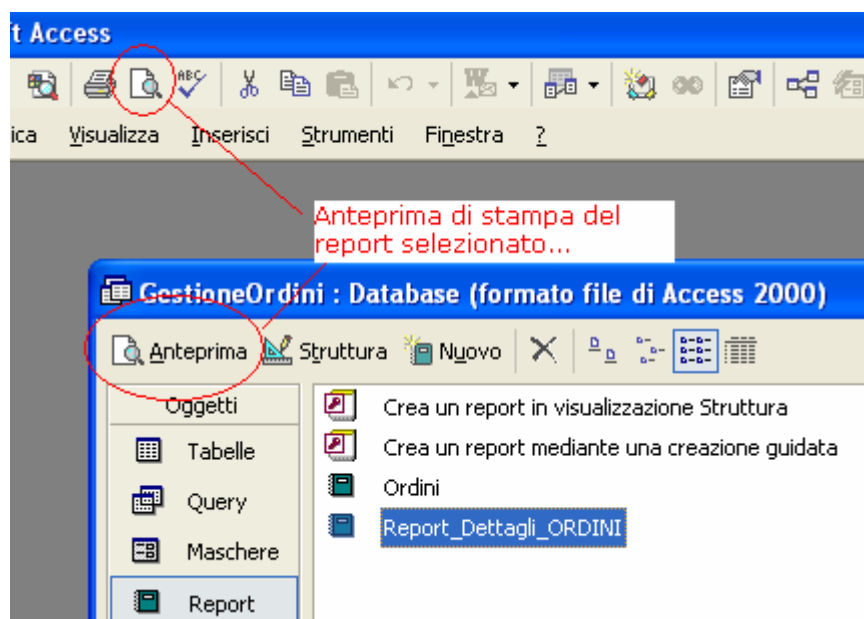 t Access
ABC
W
ica Visualizza Inserisci Strumenti Finestra ?
Anteprima di stampa del
report selezionato...
GestioneOrdini : Database (formato file di Access 2000)
Anteprima Struttura Nuovo
Oggetti
Tabelle
Query
Maschere
Report
Crea un report in visualizzazione Struttura
Crea un report mediante una creazione guidata
Ordini
Report_Dettagli_ORDINI